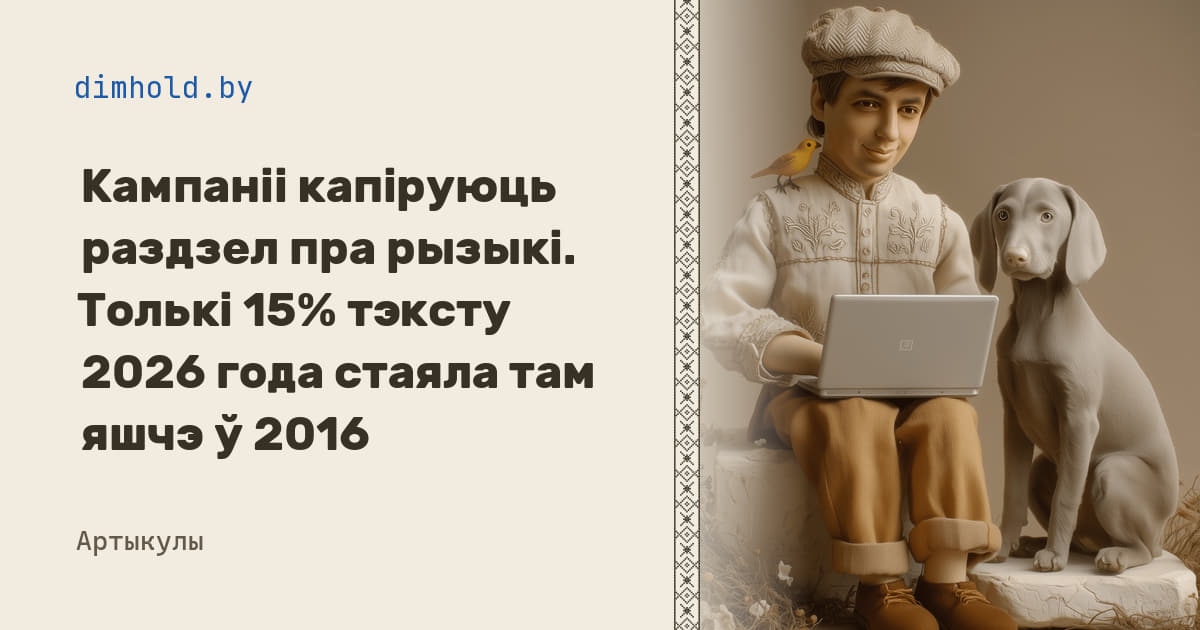 dimhold.by
Кампаніі капіруюць
раздзел пра рызыкі.
Толькі 15% тэксту
2026 года стаяла там
яшчэ ў 2016
Артыкулы